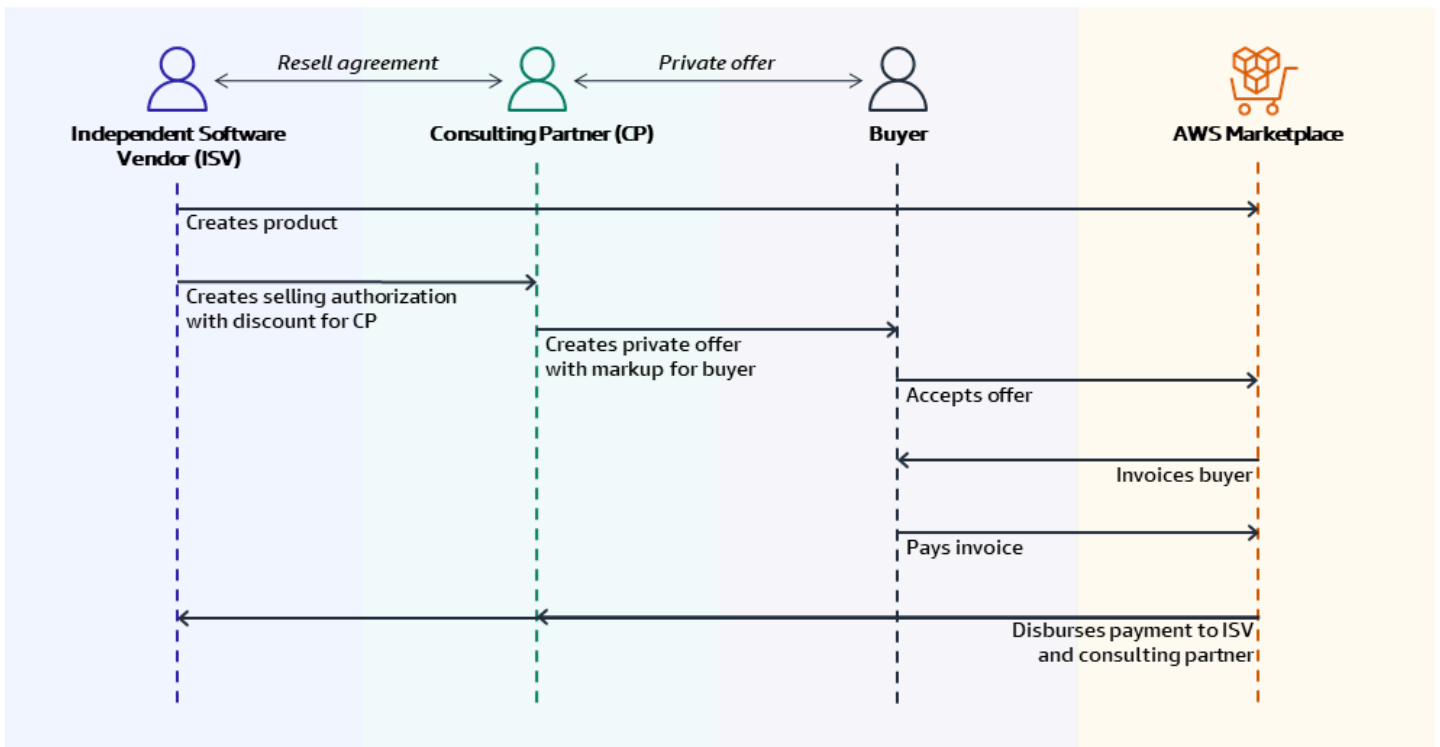 Resell agreement
Private offer
Independent Software
Vendor (ISV)
Consulting Partner (CP)
Buyer
AWS Marketplace
Creates product
Creates selling authorization
with discount for CP
Creates private offer
with markup for buyer
Accepts offer
Invoices buyer
Pays invoice
Disburses payment to ISV
and consulting partner